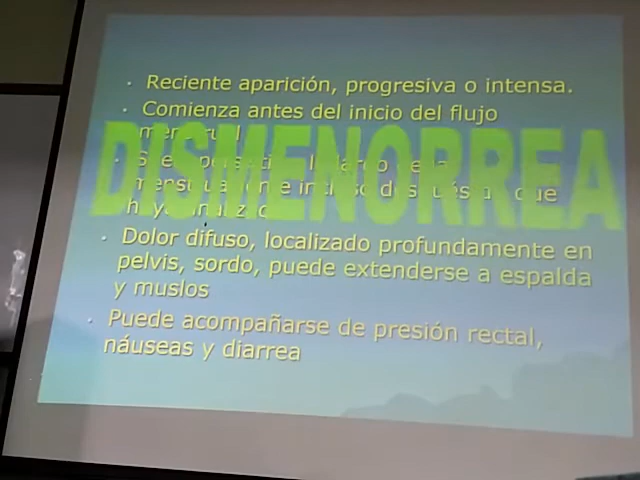 · Reciente aparición, progresiva o intensa.
· Comienza antes del inicio del flujo
menstrual
DISMENORREA
· Dolor difuso, localizado profundamente en
pelvis, sordo, puede extenderse a espalda
y muslos
· Puede acompañarse de presión rectal,
náuseas y diarrea